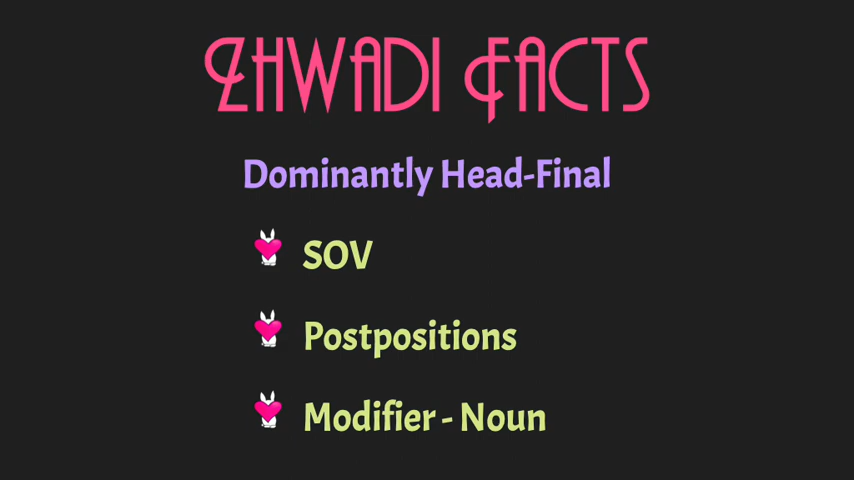 Zhwadi Facts
Dominantly Head-Final
SOV
Postpositions
Modifier - Noun